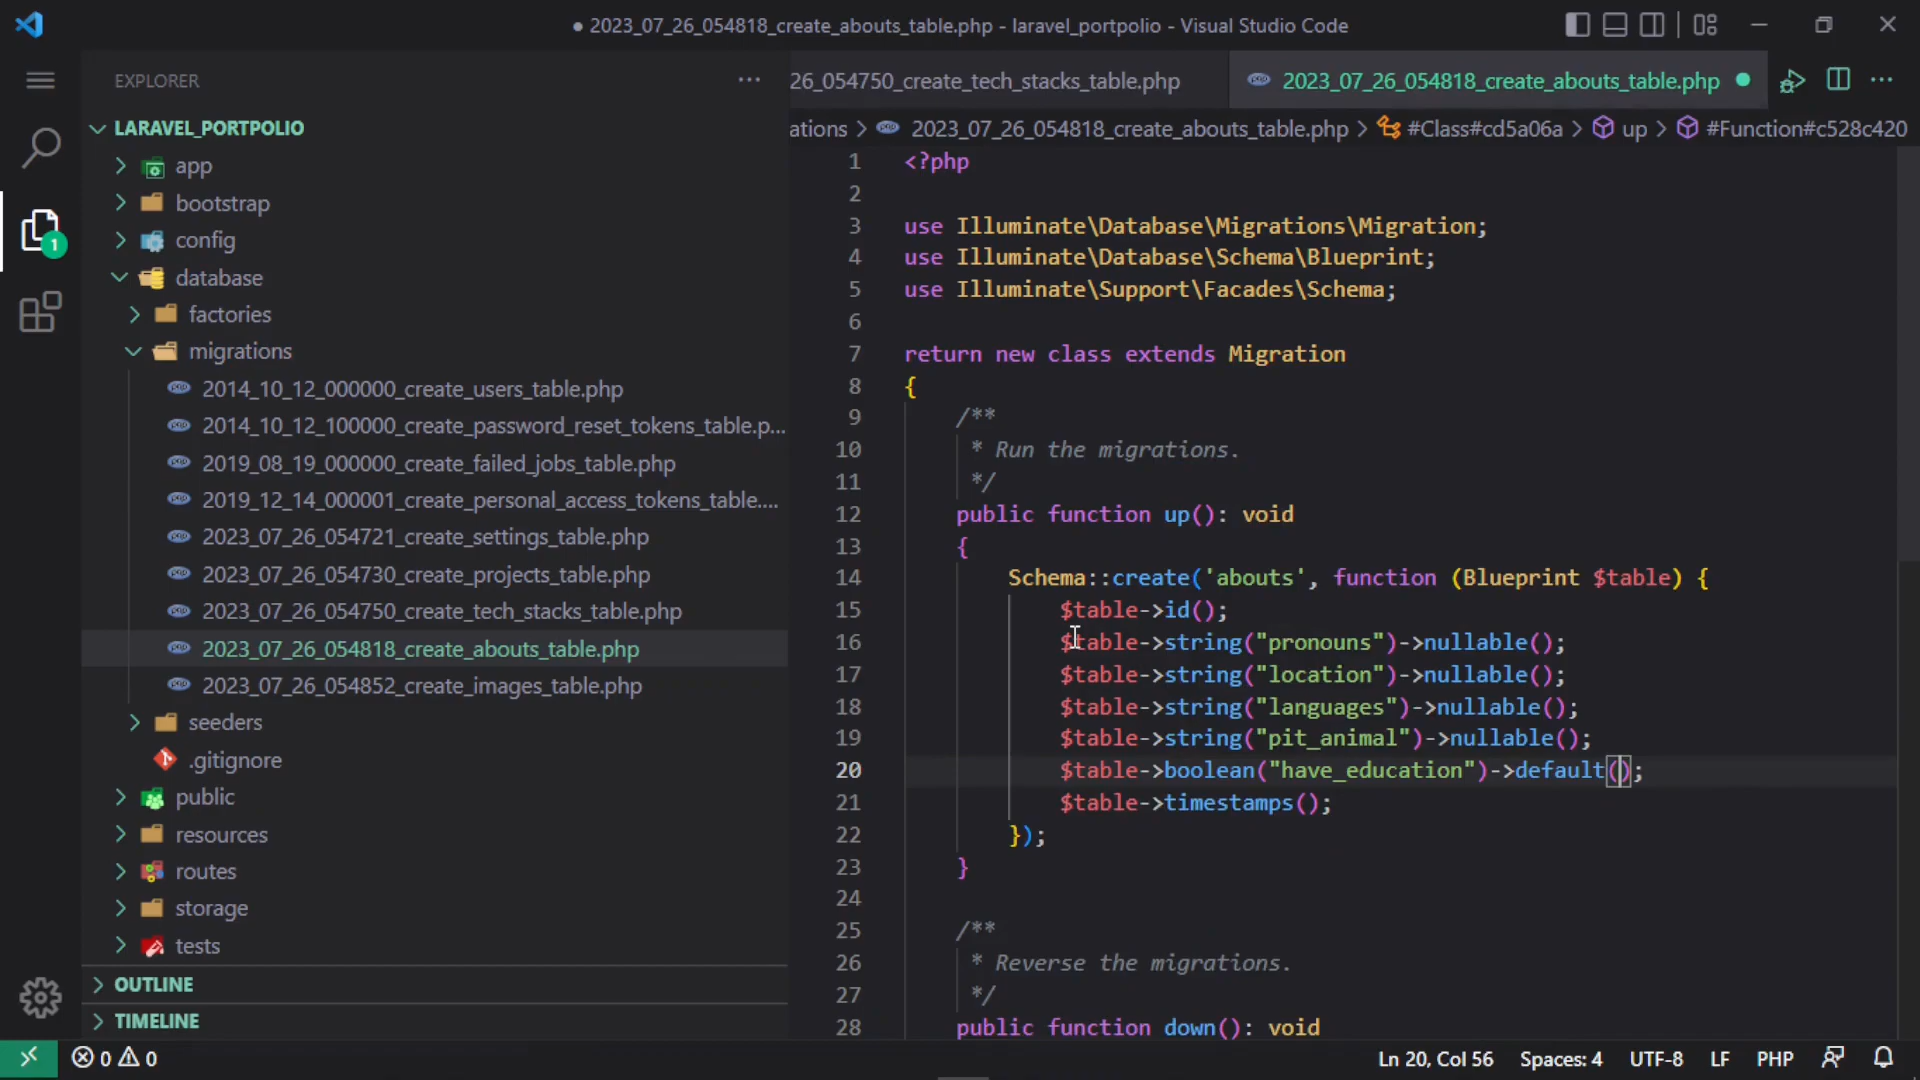 ● 2023_07_26_054818_create_abouts_table.php - laravel_portpolio - Visual Studio Code
EXPLORER
26_054750_create_tech_stacks_table.php
2023_07_26_054818_create_abouts_table.php
ations > 2023_07_26_054818_create_abouts_table.php > #Class#cd5a06a > up > #Function#c528c420
LARAVEL_PORTPOLIO
app
bootstrap
config
database
factories
migrations
2014_10_12_000000_create_users_table.php
2014_10_12_100000_create_password_reset_tokens_table.p...
2019_08_19_000000_create_failed_jobs_table.php
2019_12_14_000001_create_personal_access_tokens_table....
2023_07_26_054721_create_settings_table.php
2023_07_26_054730_create_projects_table.php
2023_07_26_054750_create_tech_stacks_table.php
2023_07_26_054818_create_abouts_table.php
2023_07_26_054852_create_images_table.php
seeders
.gitignore
public
resources
routes
storage
tests
OUTLINE
TIMELINE
1
1 <?php
2
3 use Illuminate\Database\Migrations\Migration;
4 use Illuminate\Database\Schema\Blueprint;
5 use Illuminate\Support\Facades\Schema;
6
7 return new class extends Migration
8 {
9 /**
10 * Run the migrations.
11 */
12 public function up(): void
13 {
14 Schema::create('abouts', function (Blueprint $table) {
15 $table->id();
16 $table->string("pronouns")->nullable();
17 $table->string("location")->nullable();
18 $table->string("languages")->nullable();
19 $table->string("pit_animal")->nullable();
20 $table->boolean("have_education")->default();
21 $table->timestamps();
22 });
23 }
24
25 /**
26 * Reverse the migrations.
27 */
28 public function down(): void
0 0
Ln 20, Col 56 Spaces: 4 UTF-8 LF PHP